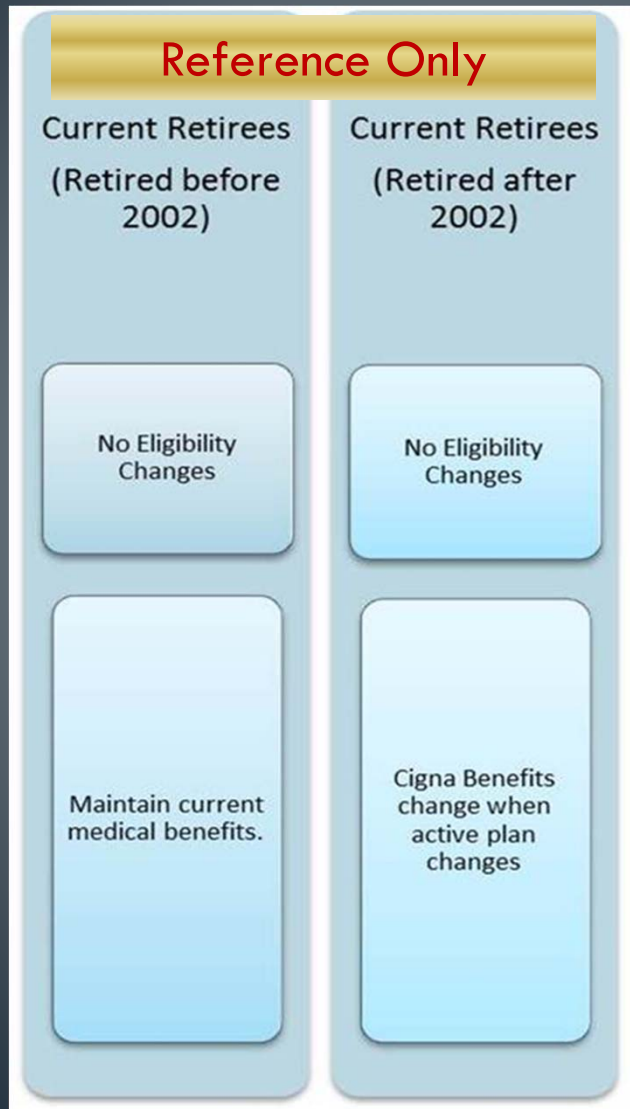 Reference Only
Current Retirees
(Retired before
2002)
No Eligibility
Changes
Maintain current
medical benefits.
Current Retirees
(Retired after
2002)
No Eligibility
Changes
Cigna Benefits
change when
active plan
changes